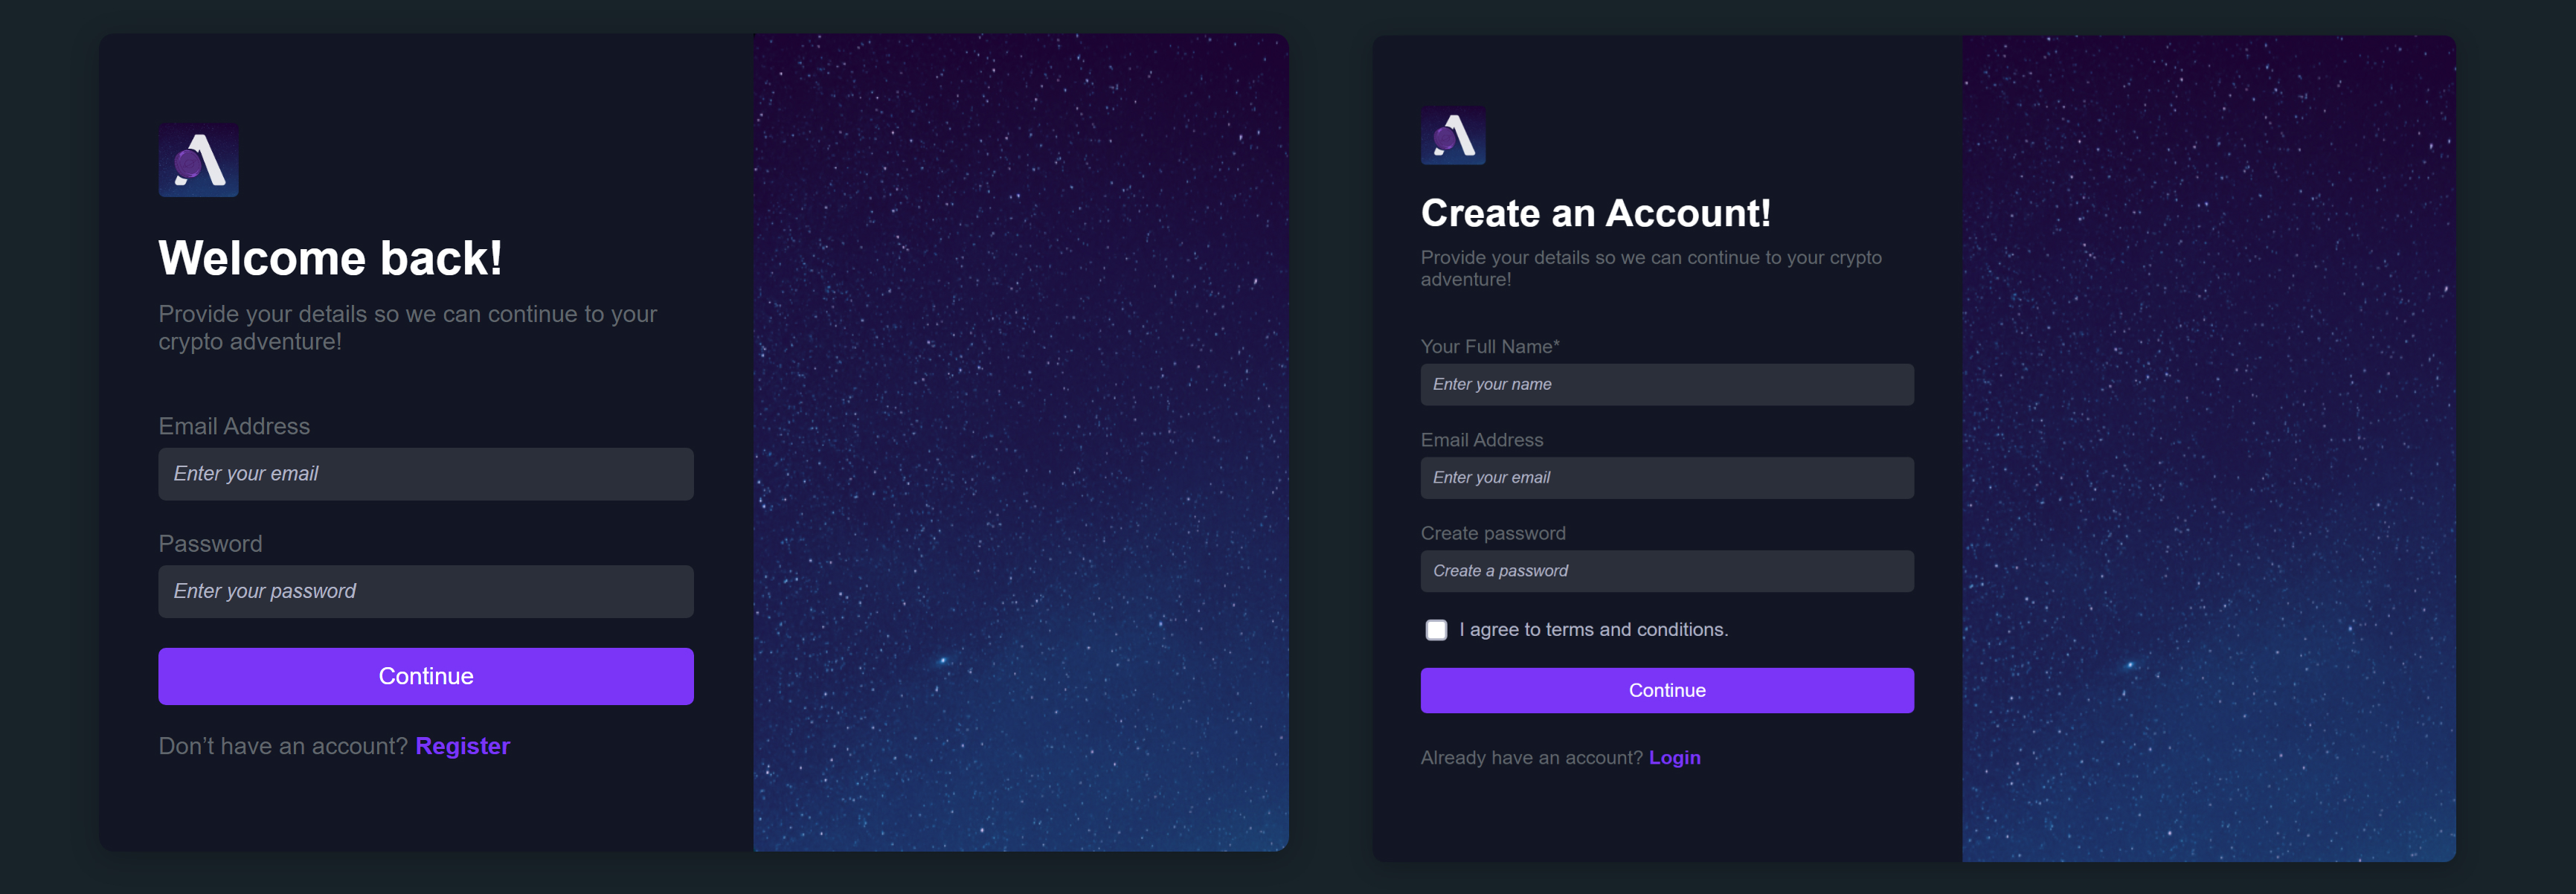 Welcome back!
Provide your details so we can continue to your
crypto adventure!
Email Address
Enter your email
Password
Enter your password
Continue
Don’t have an account? Register
Create an Account!
Provide your details so we can continue to your crypto
adventure!
Your Full Name*
Enter your name
Email Address
Enter your email
Create password
Create a password
I agree to terms and conditions.
Continue
Already have an account? Login